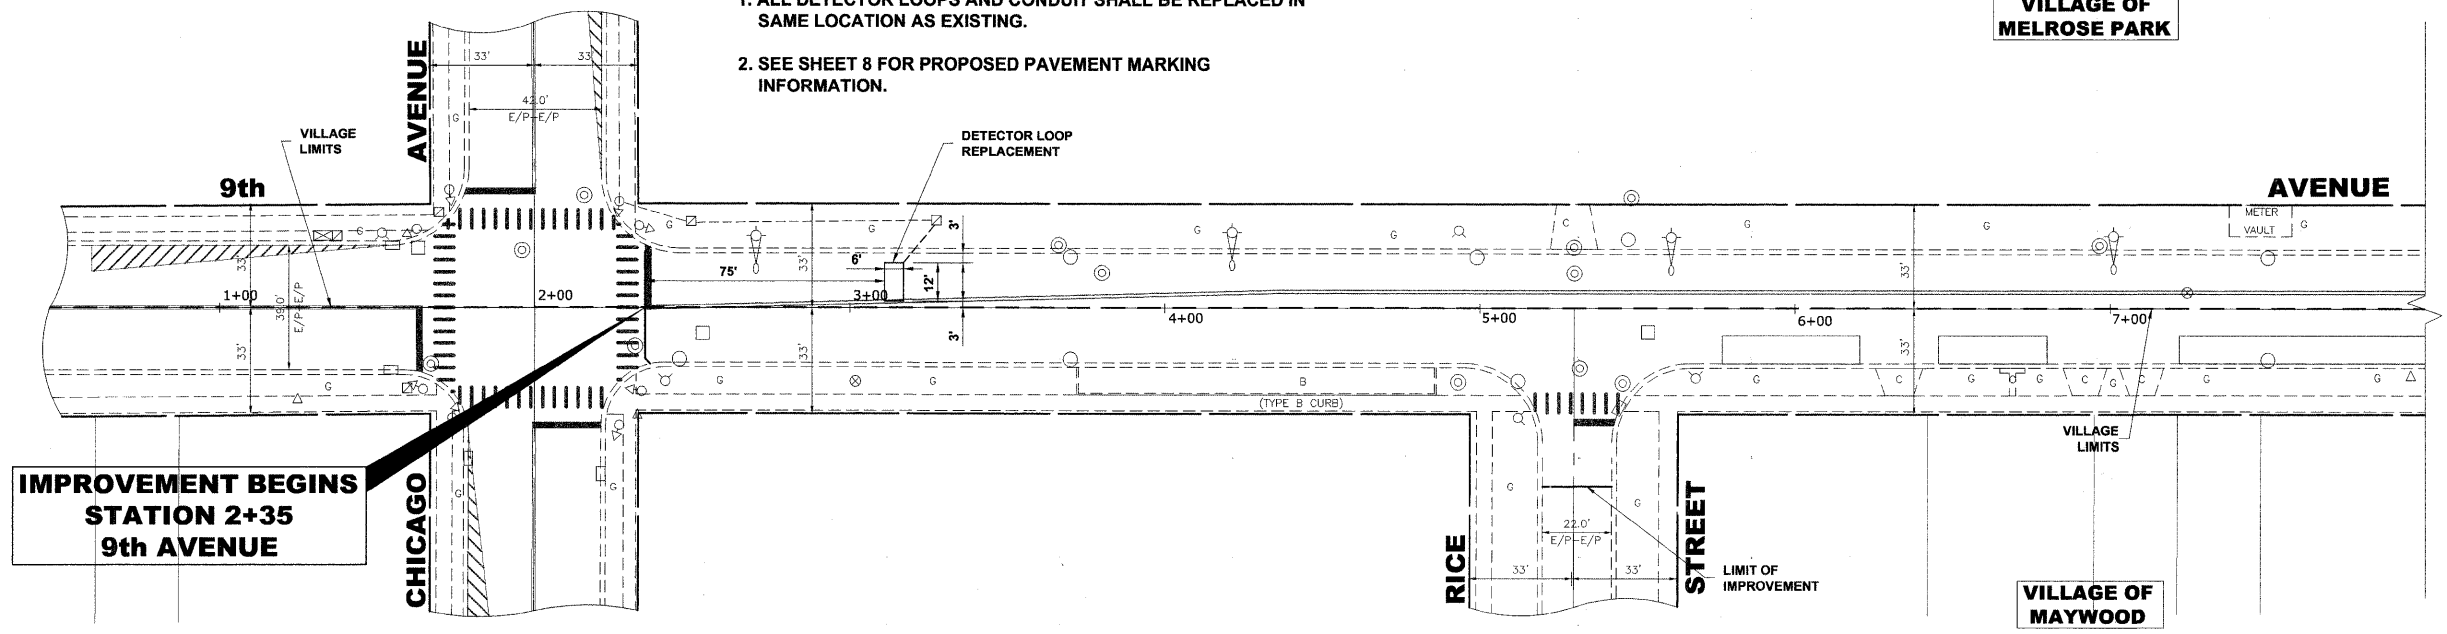 1. ALL DETECTOR LOOPS AND CONDUIT SHALL BE REPLACED IN
SAME LOCATION AS EXISTING.
2. SEE SHEET 8 FOR PROPOSED PAVEMENT MARKING
INFORMATION.
VILLAGE OF
MELROSE PARK
AVENUE
33'
33'
42.0'
E/P-E/P
G
VILLAGE
LIMITS
DETECTOR LOOP
REPLACEMENT
9th
AVENUE
METER
VAULT
G
G
G
G
G
C
G
G
G
3'
33'
33'
33'
75'
6'
12'
39.0'
E/P-E/P
1+00
2+00
3+00
4+00
5+00
6+00
7+00
33'
33'
3'
33'
G
G
G
B
(TYPE B CURB)
C
G
G
C
G
C
G
G
VILLAGE
LIMITS
IMPROVEMENT BEGINS
STATION 2+35
9th AVENUE
CHICAGO
G
G
RICE
STREET
G
G
22.0'
E/P-E/P
33'
33'
LIMIT OF
IMPROVEMENT
VILLAGE OF
MAYWOOD